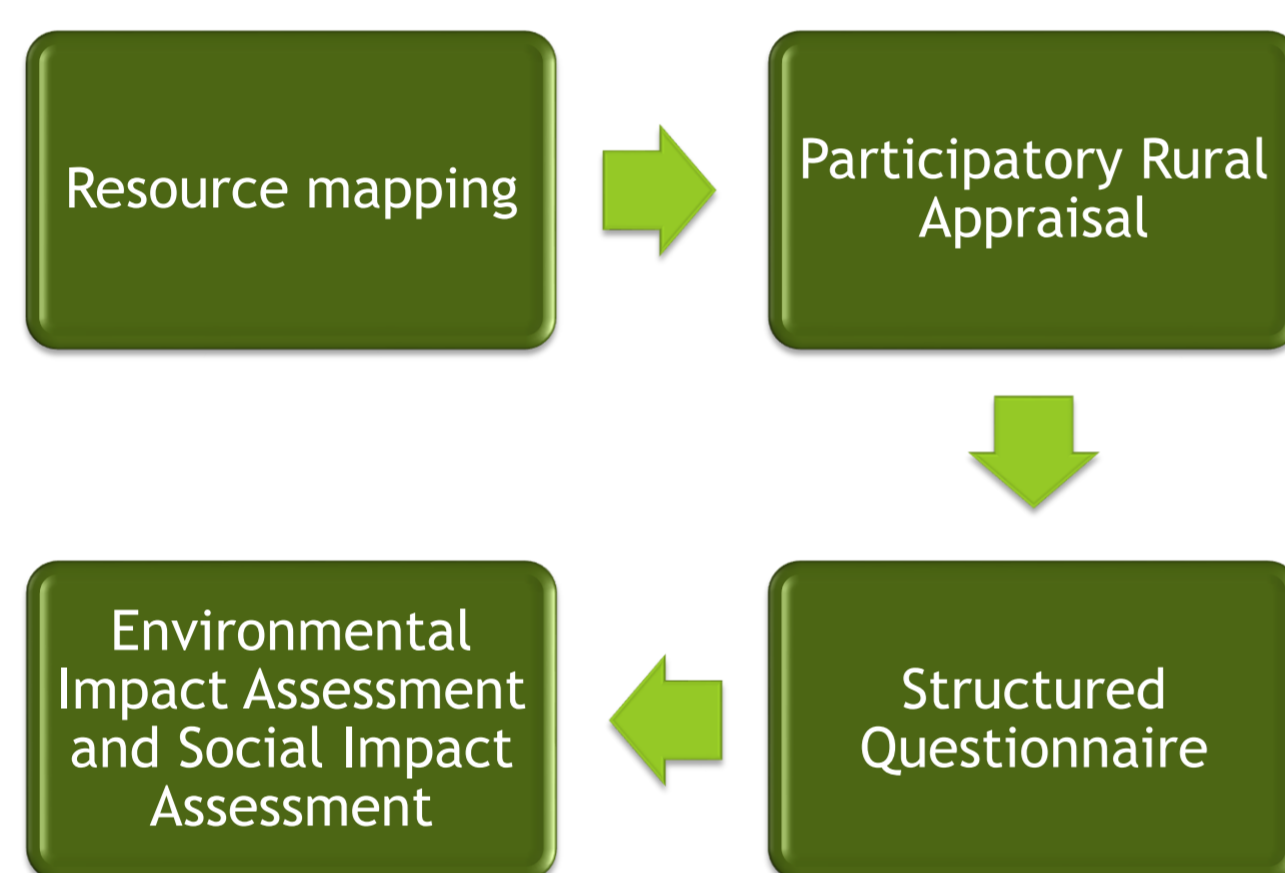 Resource mapping
Participatory Rural
Appraisal
Structured
Questionnaire
Environmental
Impact Assessment
and Social Impact
Assessment